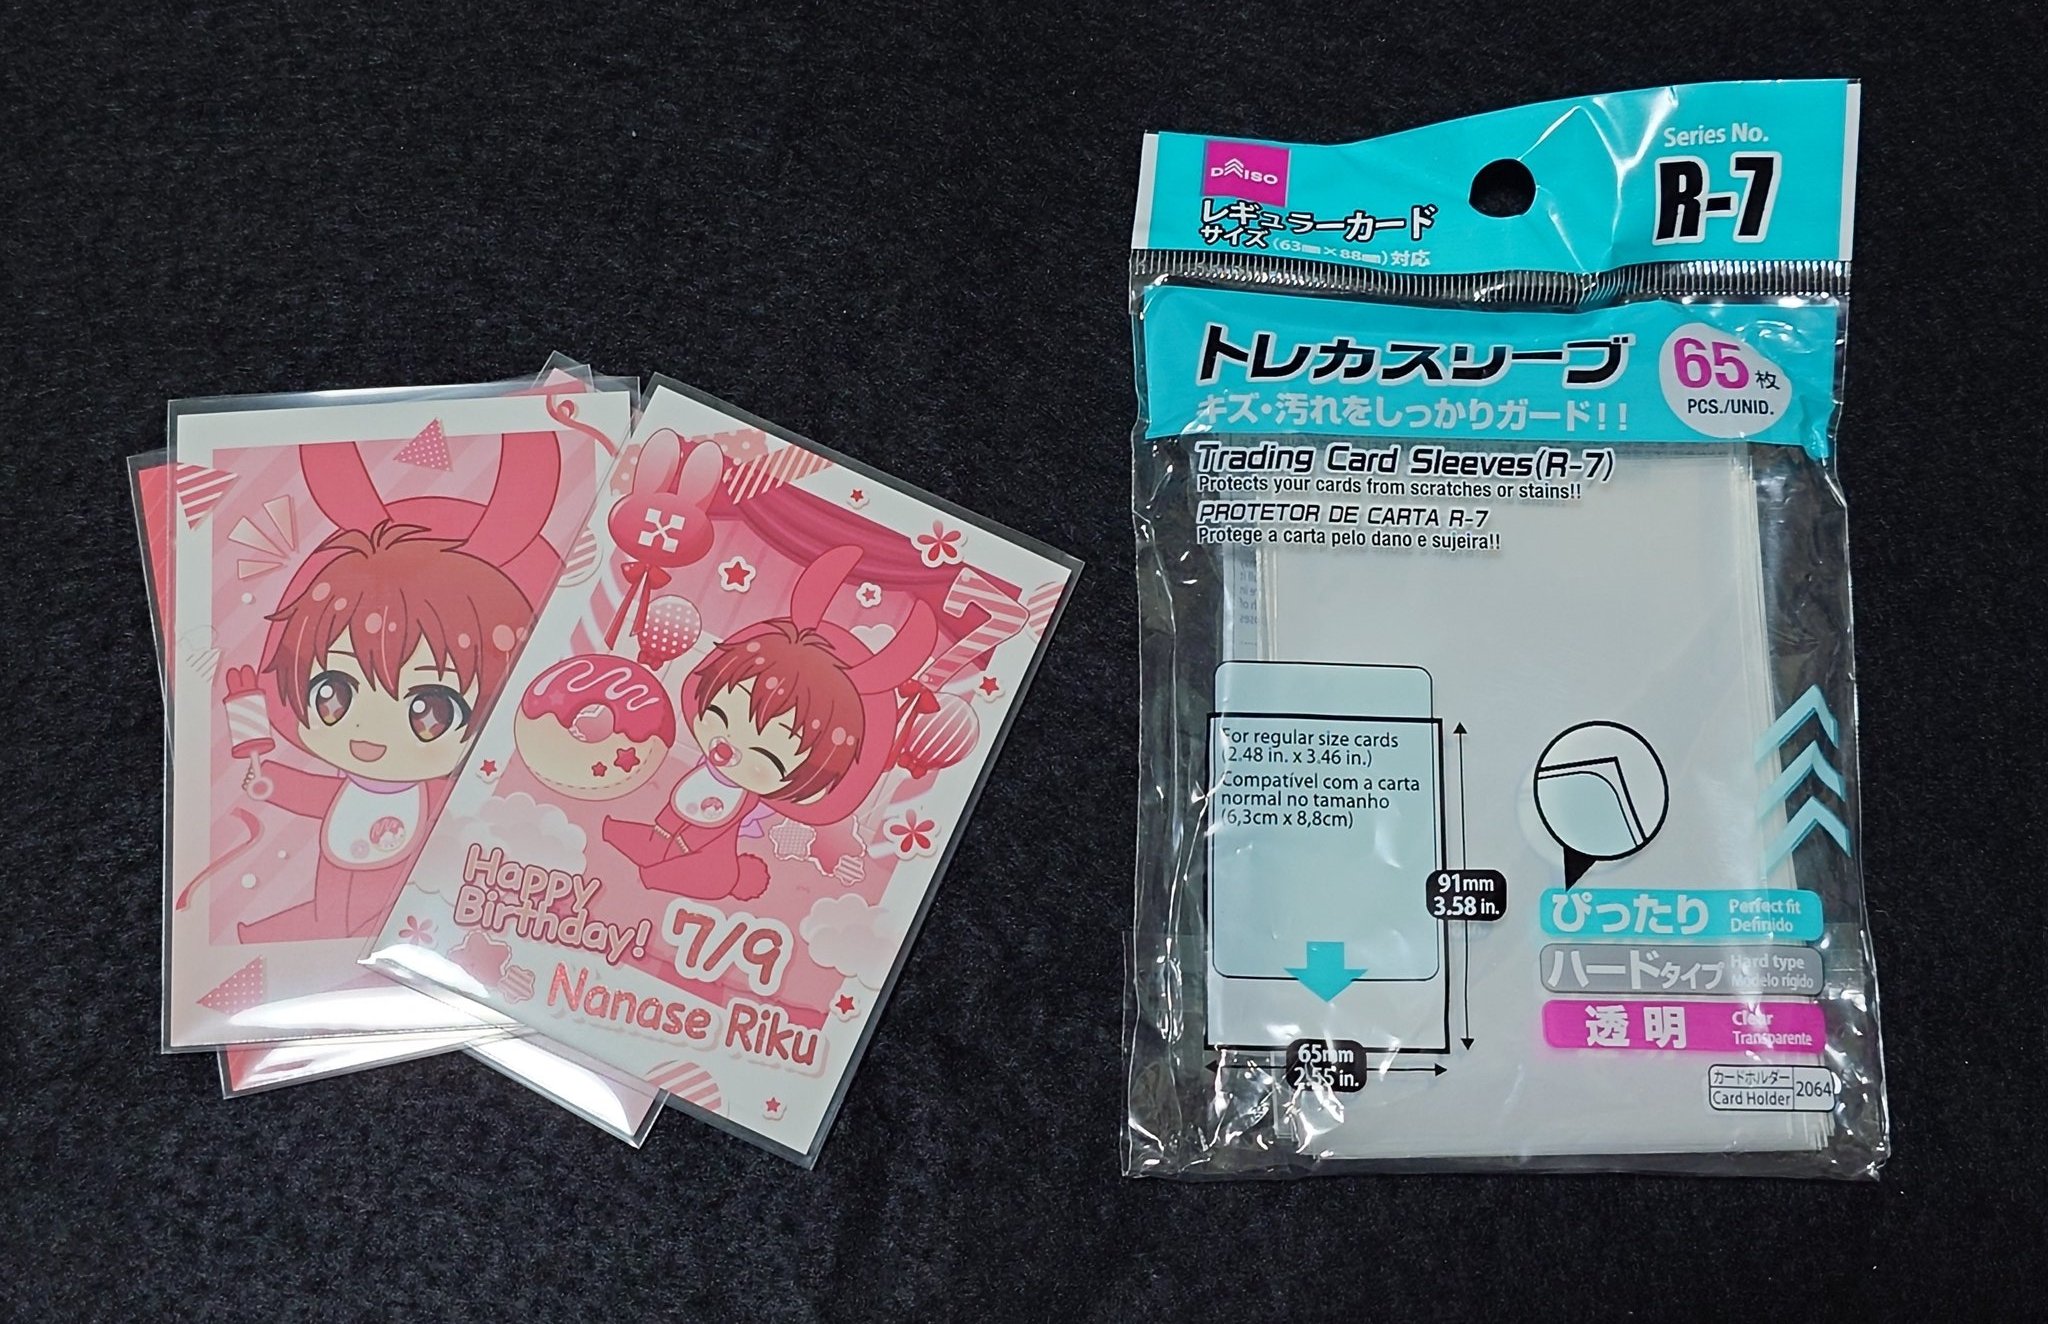 Happy
Birthday!
7/9
Nanase Riku
7
DAISO
レギュラーカード
サイズ(63mm×88mm)対応
Series No.
R-7
トレカスリーブ
キズ・汚れをしっかりガード!!
65枚
PCS./UNID.
Trading Card Sleeves(R-7)
Protects your cards from scratches or stains!!
PROTETOR DE CARTA R-7
Protege a carta pelo dano e sujeira!!
For regular size cards
(2.48 in. x 3.46 in.)
Compatível com a carta
normal no tamanho
(6,3cm x 8,8cm)
91mm
3.58 in.
65mm
2.55 in.
ぴったり Perfect fit
Definido
ハードタイプ Hard type
Modelo rígido
透明 Clear
Transparente
カードホルダー
Card Holder
2064